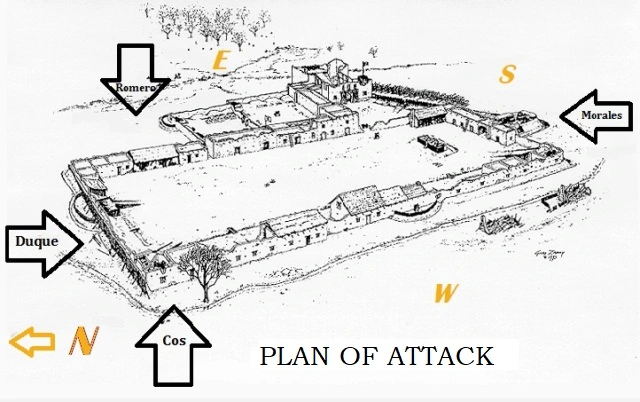 E
S
Romero
Morales
Duque
W
N
Cos
PLAN OF ATTACK